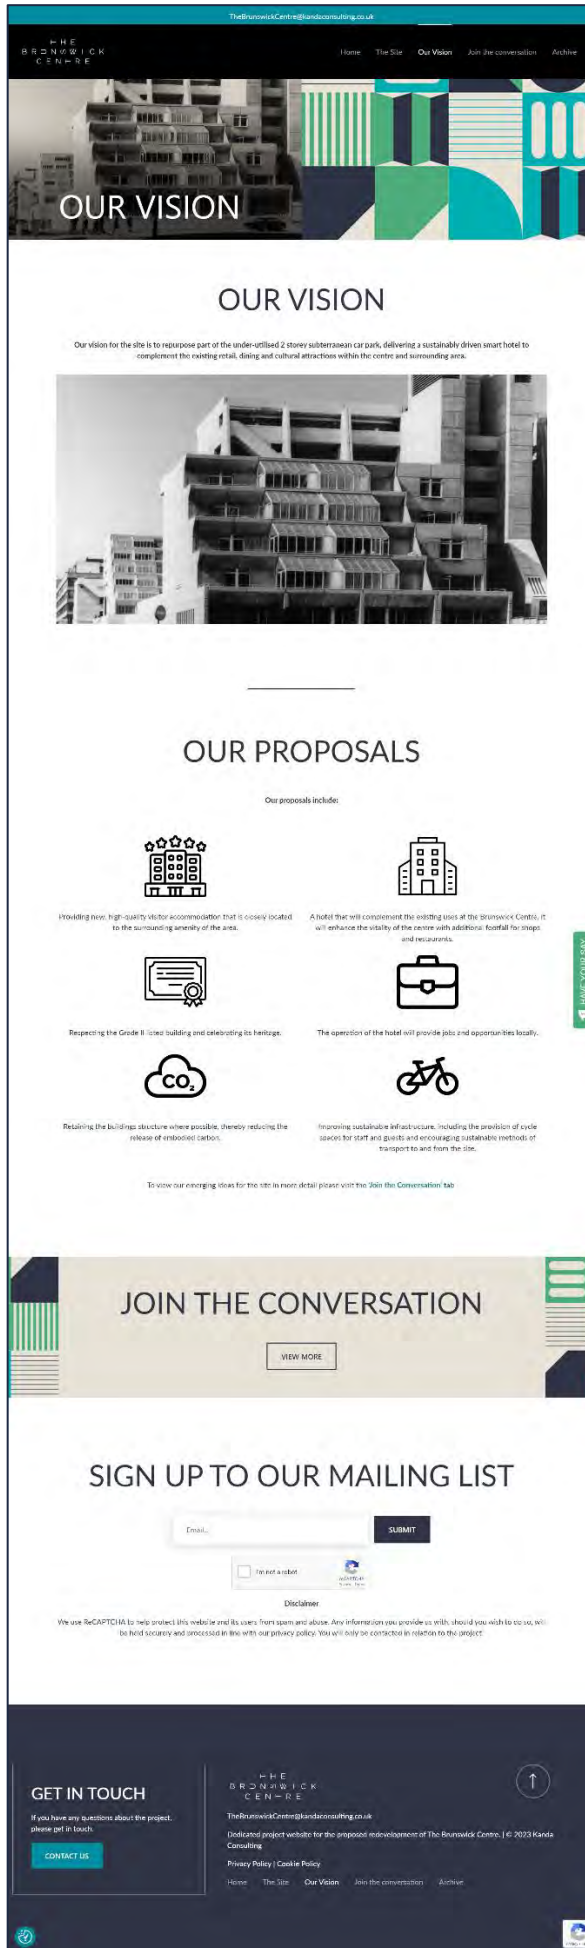 TheBrunswickCentre@kandaconsulting.co.uk
THE
BRUNSWICK
CENTRE
Home The Site Our Vision Join the conversation Archive
OUR VISION
OUR VISION
Our vision for the site is to repurpose part of the under-utilised 2 storey subterranean car park, delivering a sustainably driven smart hotel to
complement the existing retail, dining and cultural attractions within the centre and surrounding area.
OUR PROPOSALS
Our proposals include:
Providing new, high-quality visitor accommodation that is closely located
to the surrounding amenity of the area.
A hotel that will complement the existing uses at the Brunswick Centre, it
will enhance the vitality of the centre with additional footfall for shops
and restaurants.
HAVE YOUR SAY
Respecting the Grade II listed building and celebrating its heritage.
The operation of the hotel will provide jobs and opportunities locally.
CO2
Retaining the buildings structure where possible, thereby reducing the
release of embodied carbon.
Improving sustainable infrastructure, including the provision of cycle
spaces for staff and guests and encouraging sustainable methods of
transport to and from the site.
To view our emerging ideas for the site in more detail please visit the 'Join the Conversation' tab
JOIN THE CONVERSATION
VIEW MORE
SIGN UP TO OUR MAILING LIST
Email...
SUBMIT
I'm not a robot
Disclaimer
We use ReCAPTCHA to help protect this website and its users from spam and abuse. Any information you provide us with, should you wish to do so, will
be held securely and processed in line with our privacy policy. You will only be contacted in relation to the project
GET IN TOUCH
If you have any questions about the project,
please get in touch.
CONTACT US
THE
BRUNSWICK
CENTRE
TheBrunswickCentre@kandaconsulting.co.uk
Dedicated project website for the proposed redevelopment of The Brunswick Centre. | © 2023 Kanda
Consulting
Privacy Policy | Cookie Policy
Home The Site Our Vision Join the conversation Archive